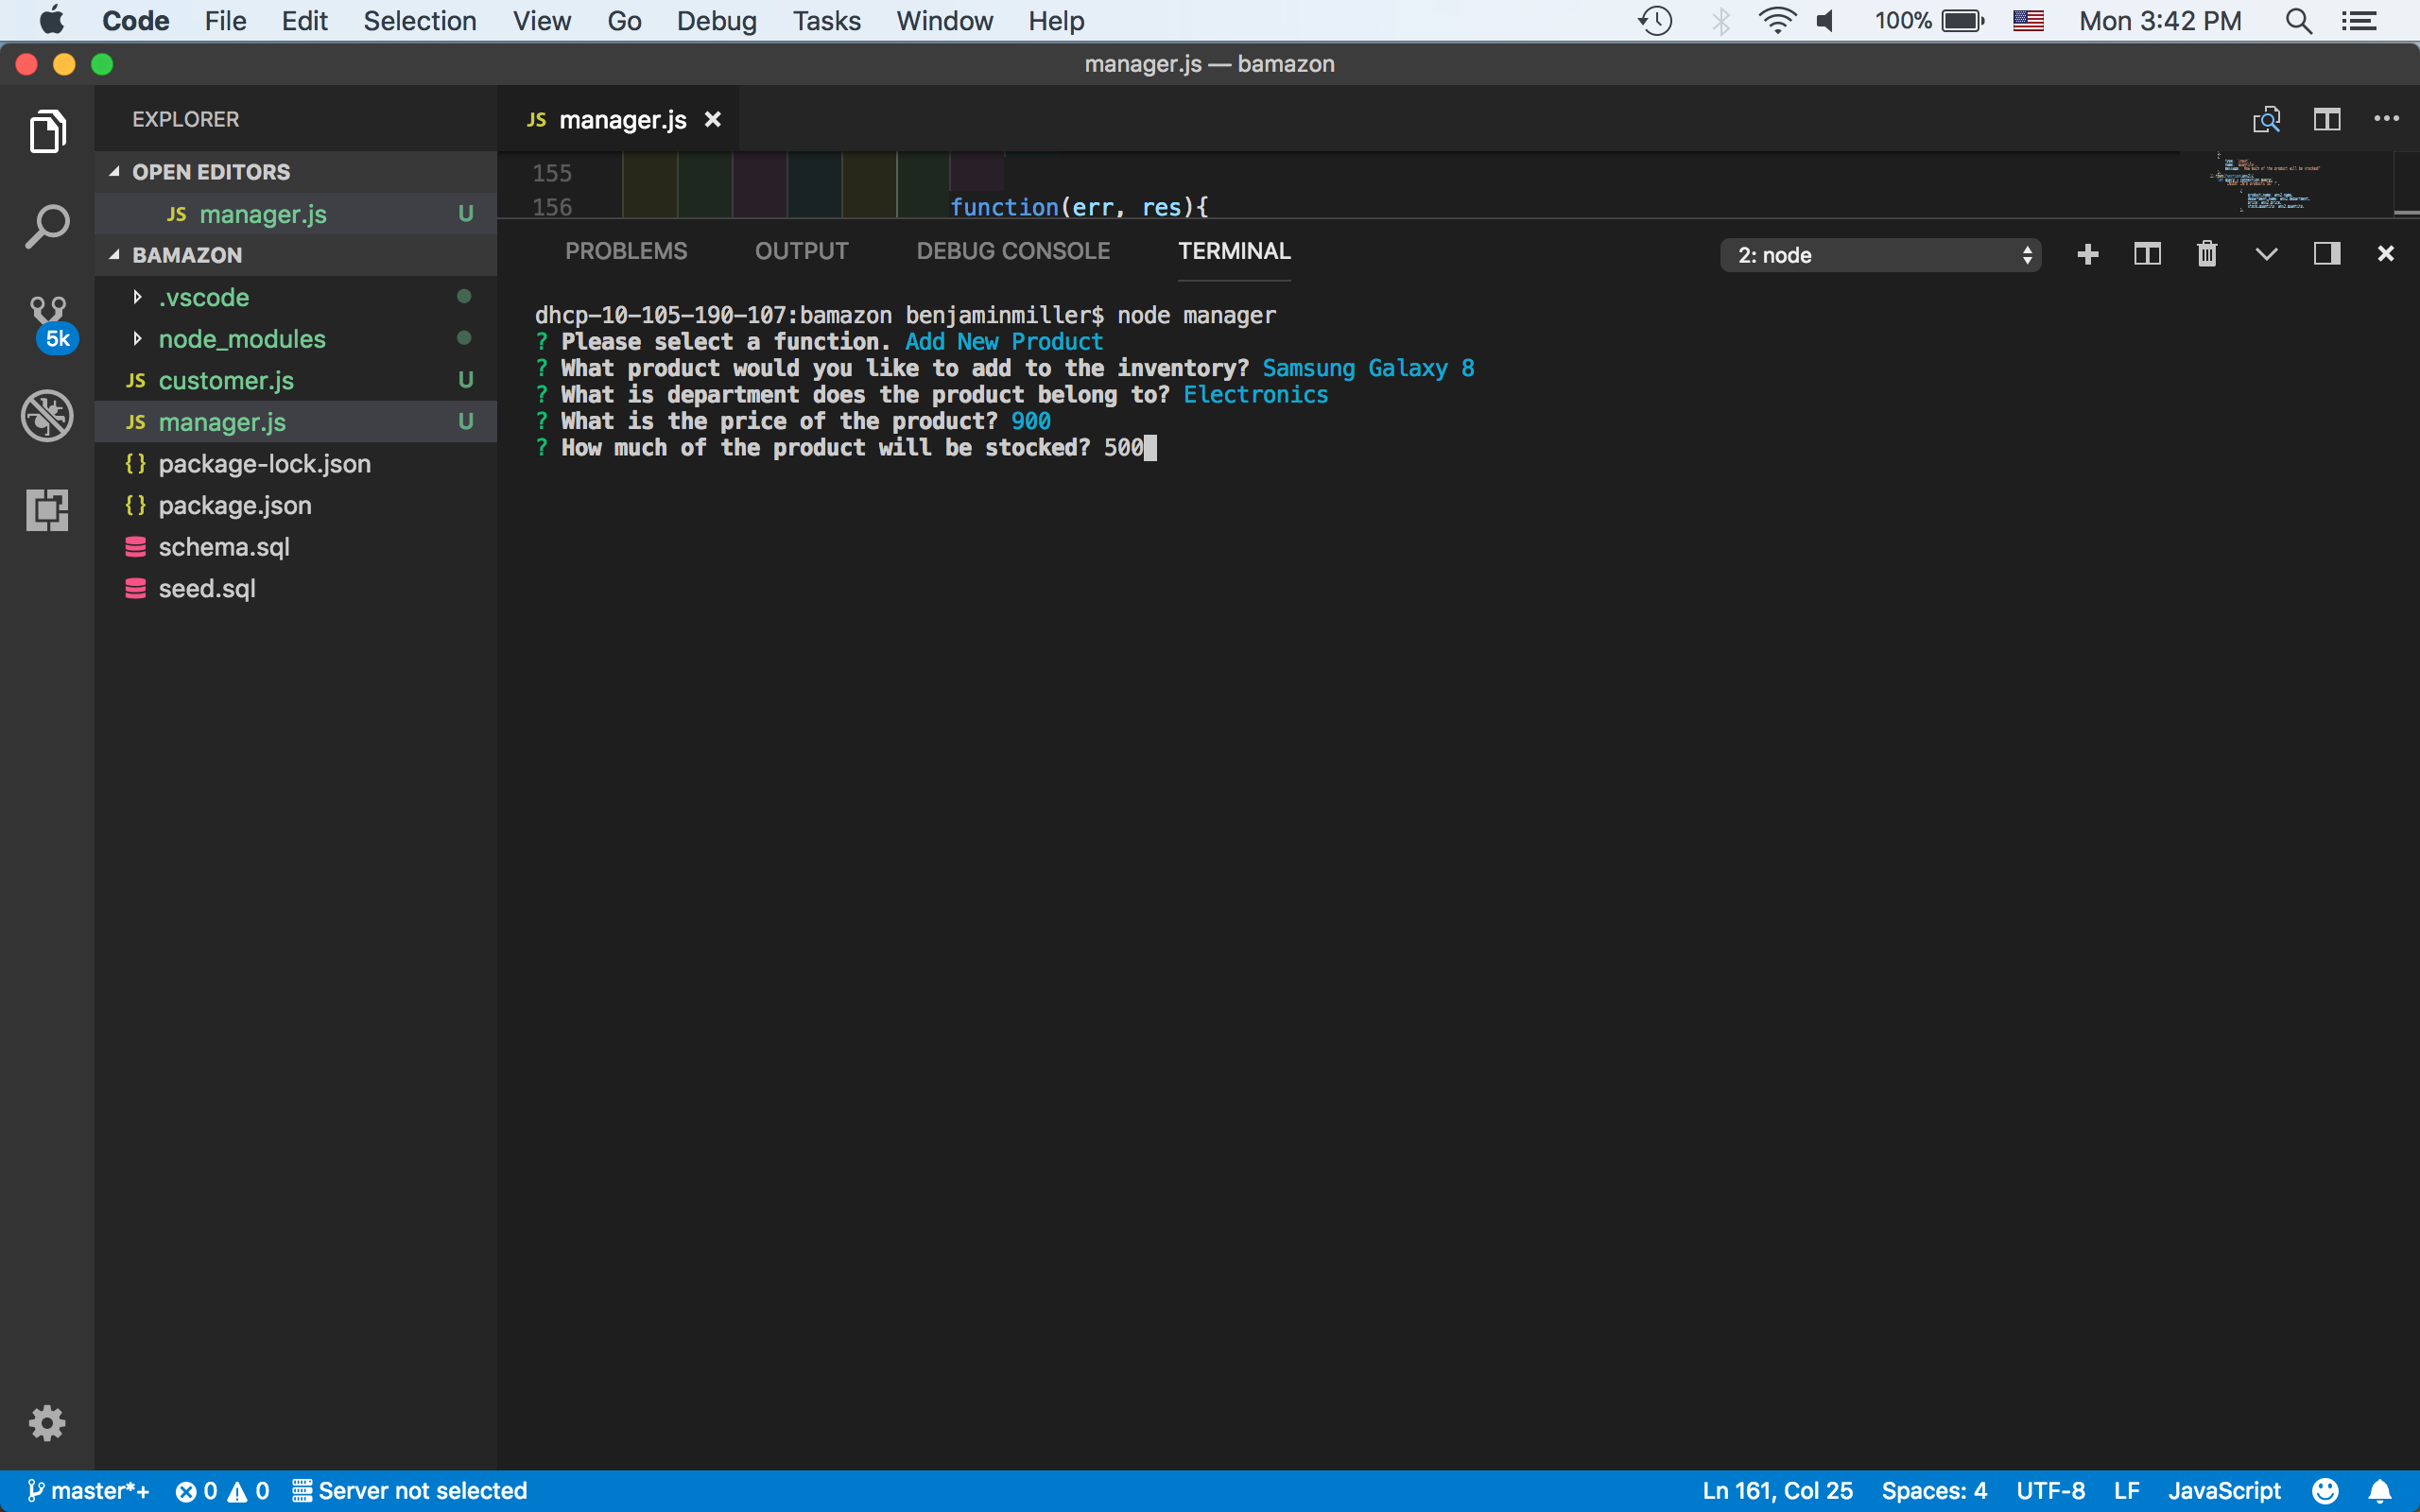 Code File Edit Selection View Go Debug Tasks Window Help 100% Mon 3:42 PM
manager.js — bamazon
EXPLORER
OPEN EDITORS
JS manager.js U
BAMAZON
.vscode
node_modules
JS customer.js U
JS manager.js U
{} package-lock.json
{} package.json
schema.sql
seed.sql
5k
JS manager.js ×
155
156 function(err, res){
PROBLEMS OUTPUT DEBUG CONSOLE TERMINAL 2: node
dhcp-10-105-190-107:bamazon benjaminmiller$ node manager
? Please select a function. Add New Product
? What product would you like to add to the inventory? Samsung Galaxy 8
? What is department does the product belong to? Electronics
? What is the price of the product? 900
? How much of the product will be stocked? 500
master*+ 0 0 Server not selected Ln 161, Col 25 Spaces: 4 UTF-8 LF JavaScript